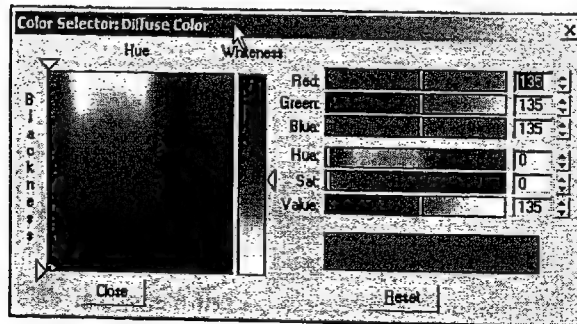 Color Selector: Diffuse Color
Hue
Whiteness
Blackness
Red: 135
Green: 135
Blue: 135
Hue: 0
Sat: 0
Value: 135
Close
Reset